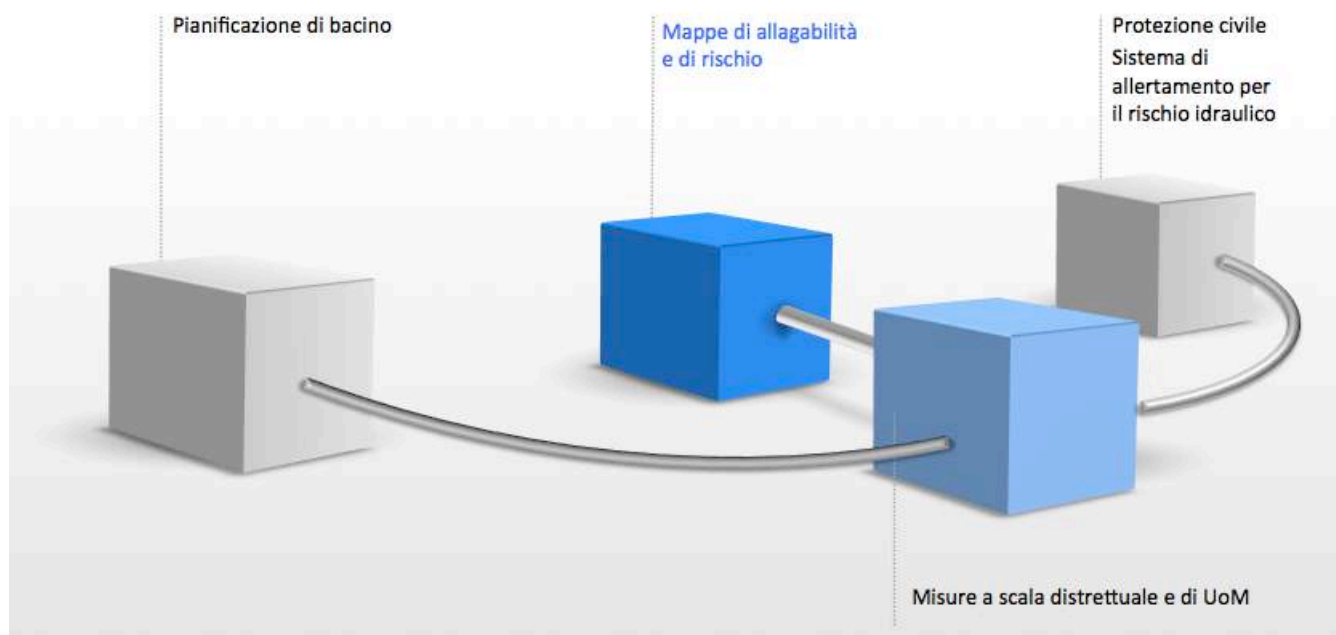 Pianificazione di bacino
Mappe di allagabilità
e di rischio
Protezione civile
Sistema di
allertamento per
il rischio idraulico
Misure a scala distrettuale e di UoM